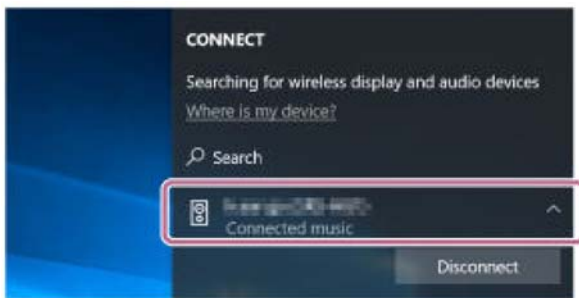 CONNECT
Searching for wireless display and audio devices
Where is my device?
Search
Connected music
Disconnect